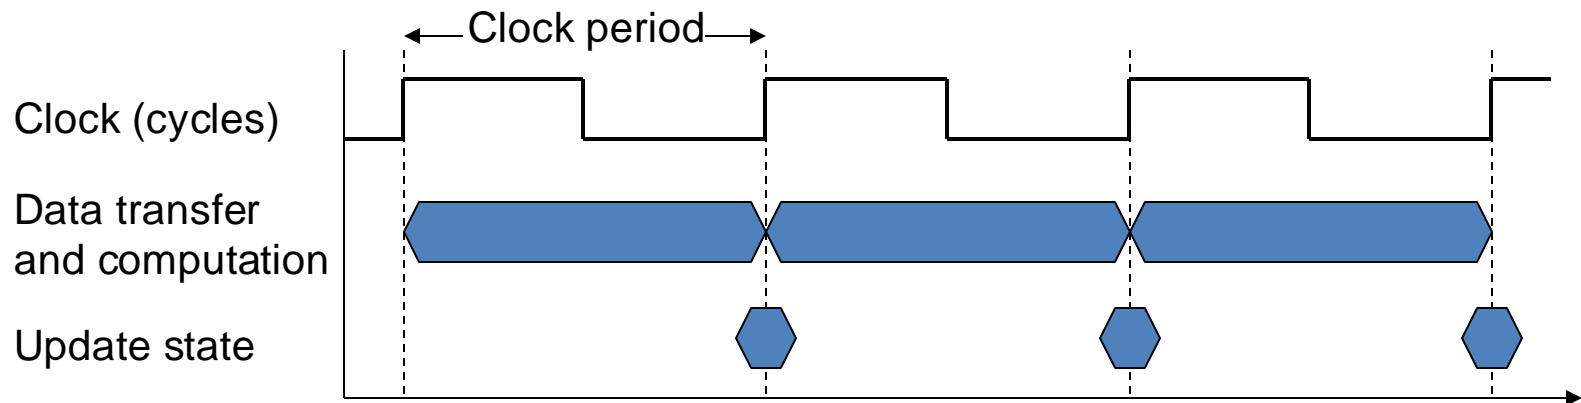 Clock period
Clock (cycles)
Data transfer
and computation
Update state